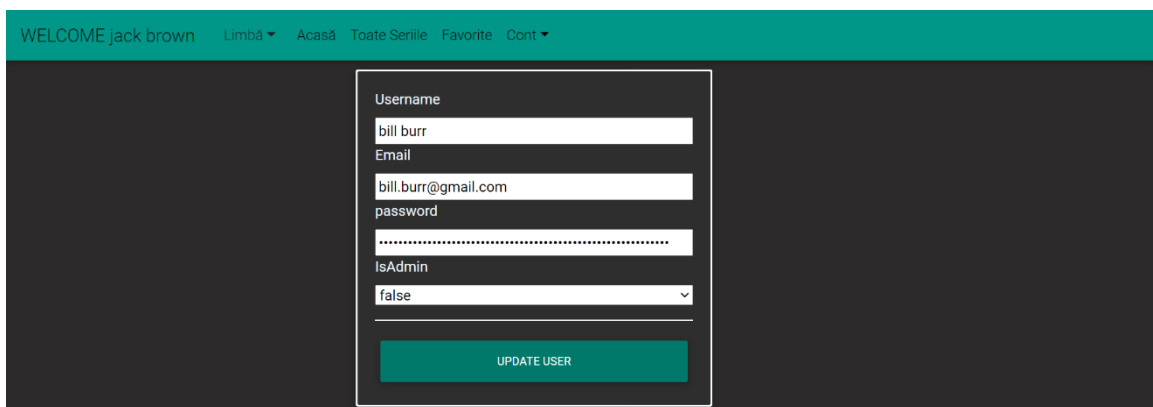 WELCOME jack brown Limbă Acasă Toate Seriile Favorite Cont
Username
bill burr
Email
bill.burr@gmail.com
password
••••••••••••••••••••••••••••••••••••••••••••••••••••••••••••
IsAdmin
false
UPDATE USER